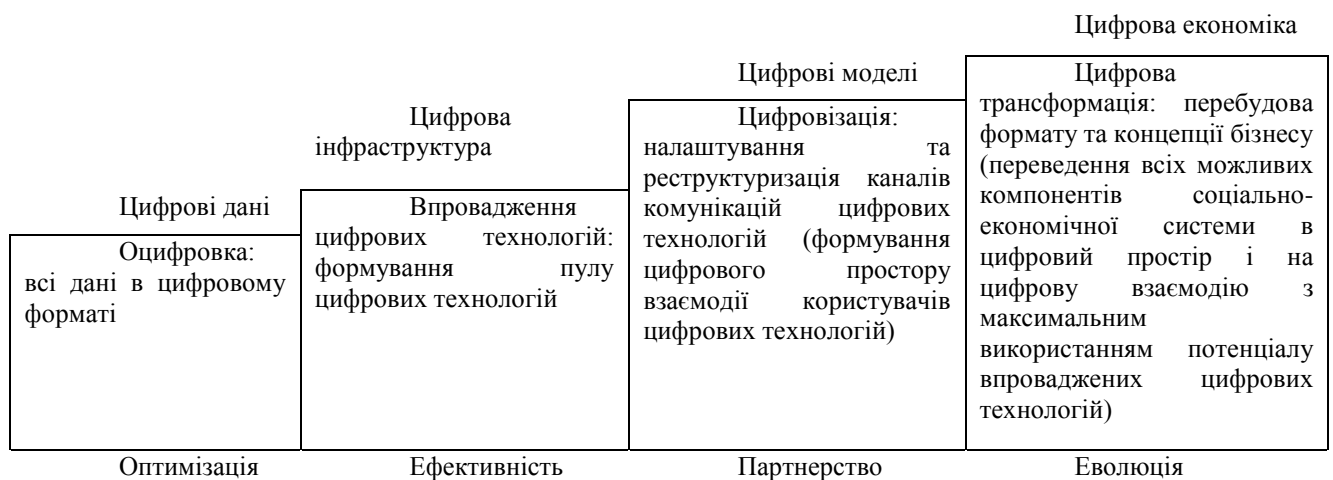 Цифрові дані
Оцифровка:
всі дані в цифровому
форматі
Оптимізація
Цифрова
інфраструктура
Впровадження
цифрових технологій:
формування пулу
цифрових технологій
Ефективність
Цифрові моделі
Цифровізація:
налаштування та
реструктуризація каналів
комунікацій цифрових
технологій (формування
цифрового простору
взаємодії користувачів
цифрових технологій)
Партнерство
Цифрова економіка
Цифрова
трансформація: перебудова
формату та концепції бізнесу
(переведення всіх можливих
компонентів соціально-
економічної системи в
цифровий простір і на
цифрову взаємодію з
максимальним
використанням потенціалу
впроваджених цифрових
технологій)
Еволюція